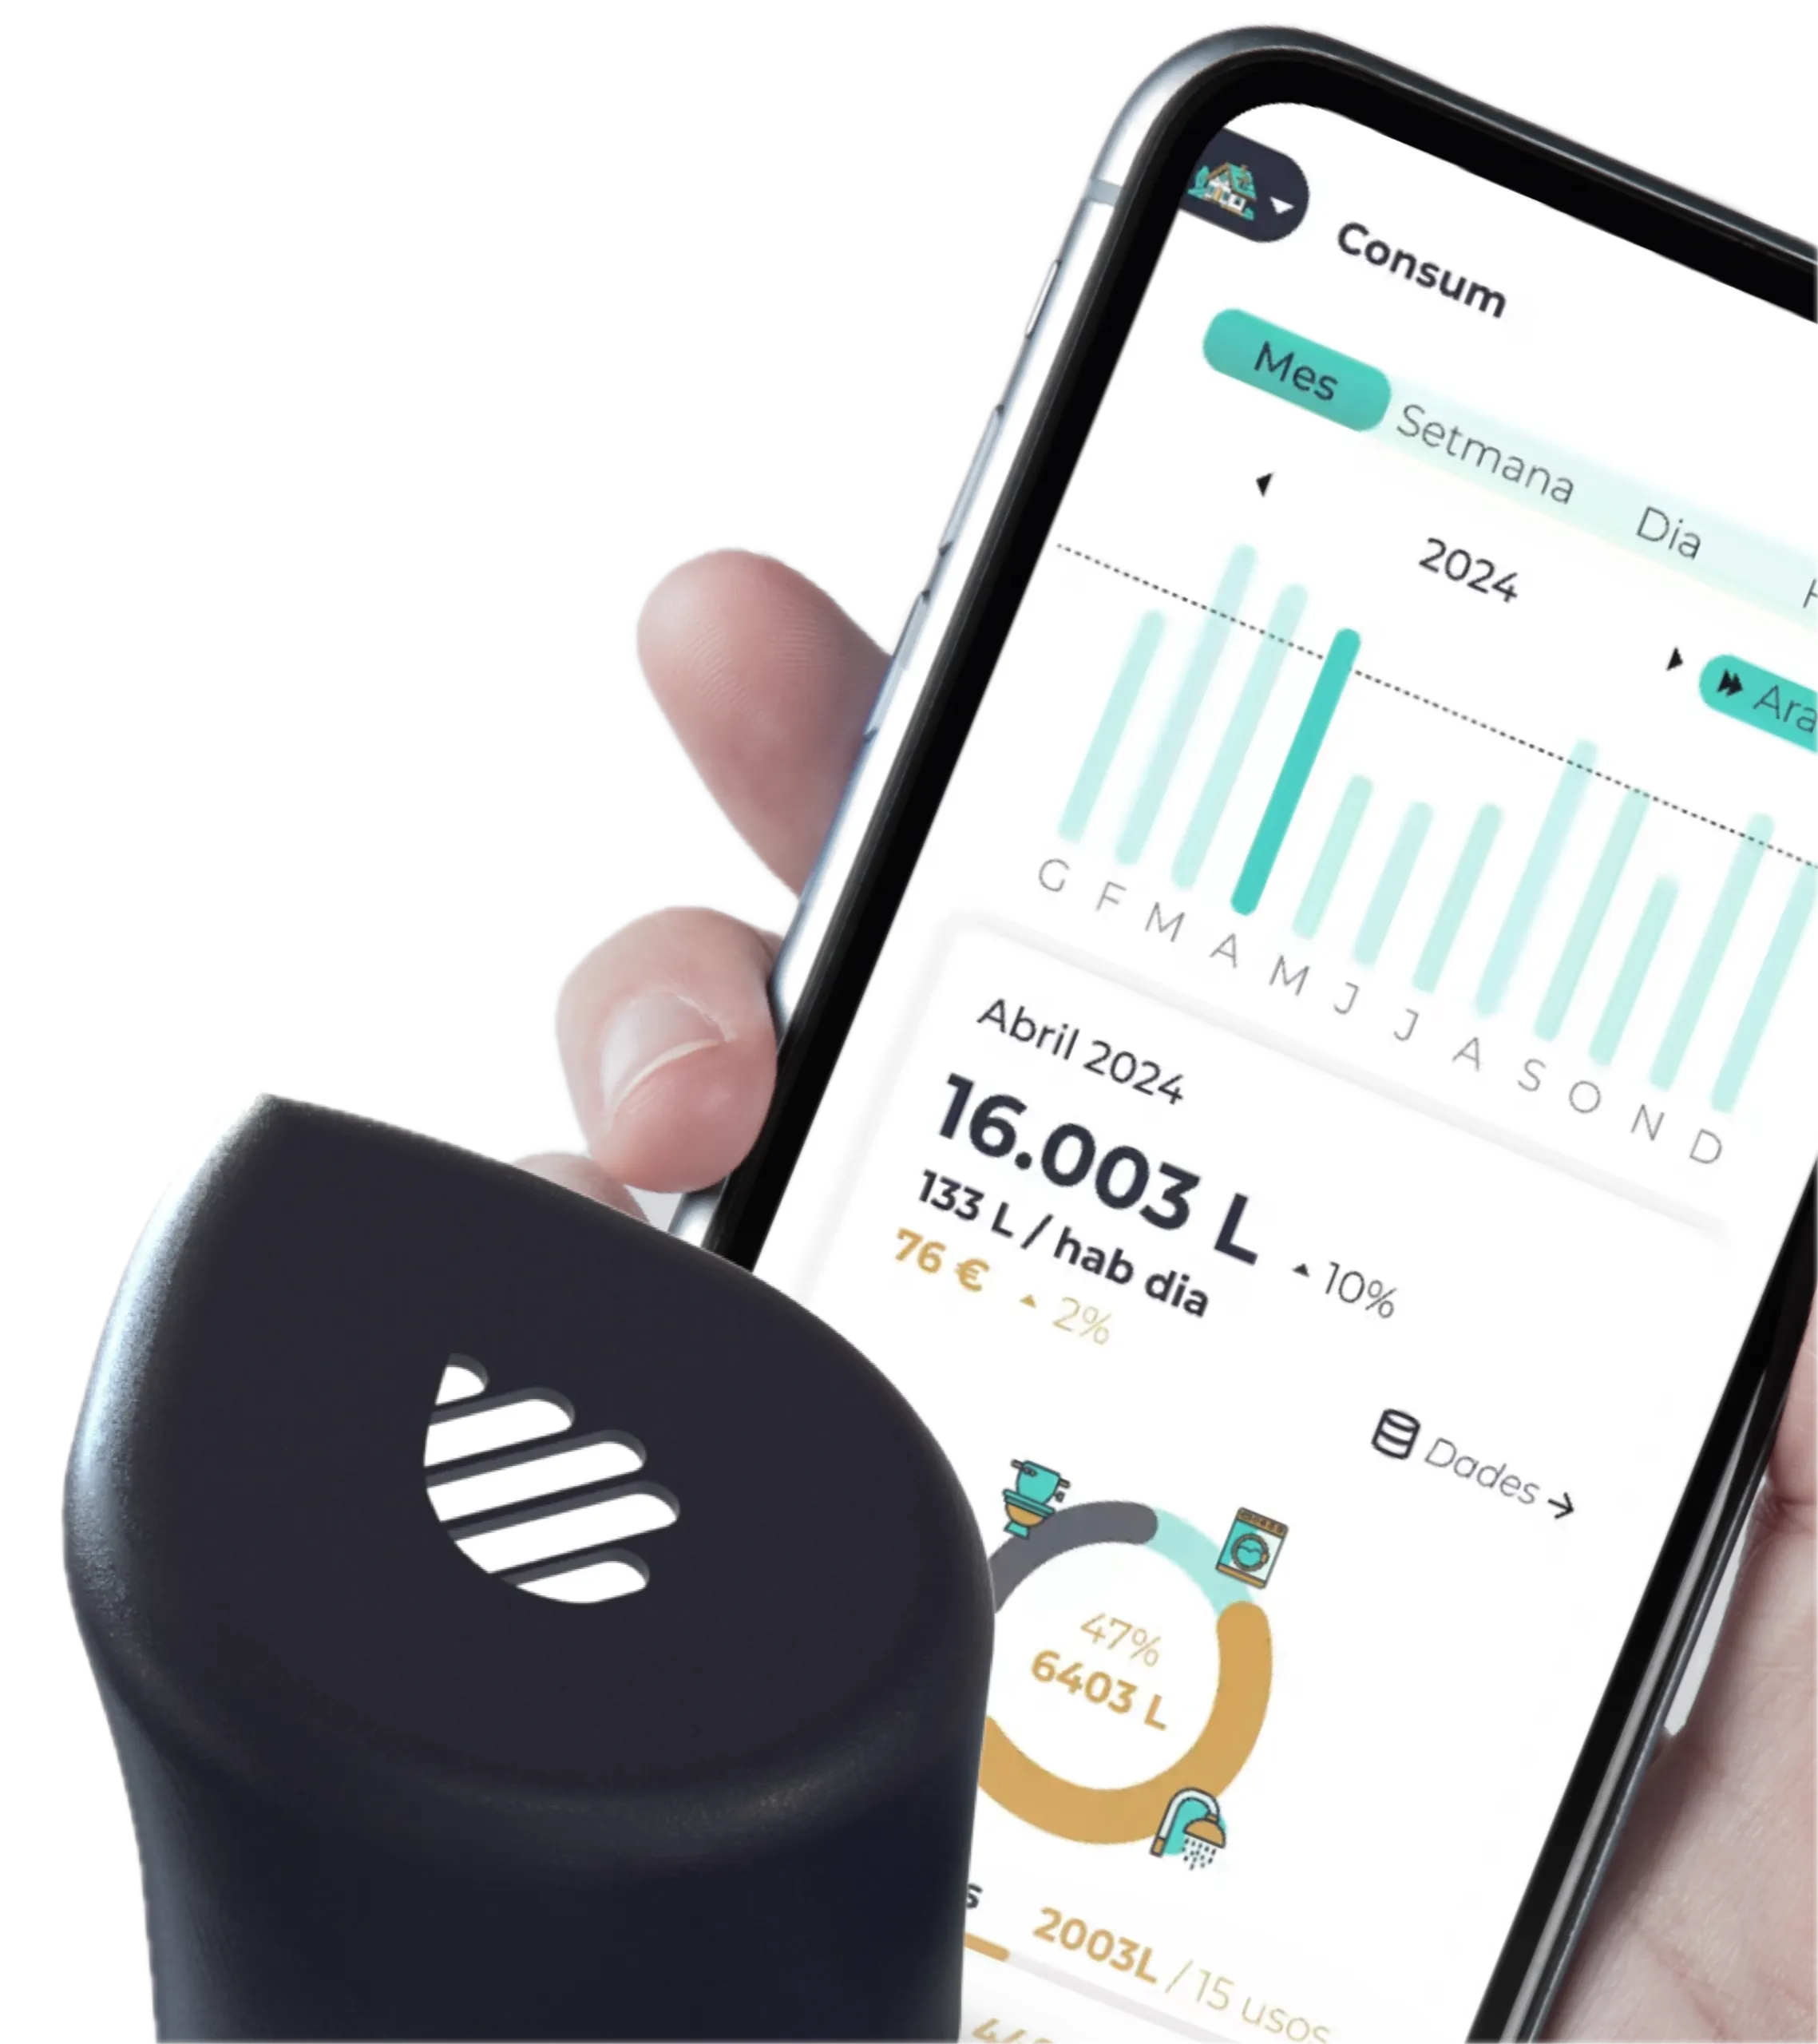 Consum
Mes Setmana Dia
2024
Ara
G F M A M J J A S O N D
Abril 2024
16.003 L ▲ 10%
133 L / hab dia
76 € ▲ 2%
Dades →
47%
6403 L
2003L / 15 usos